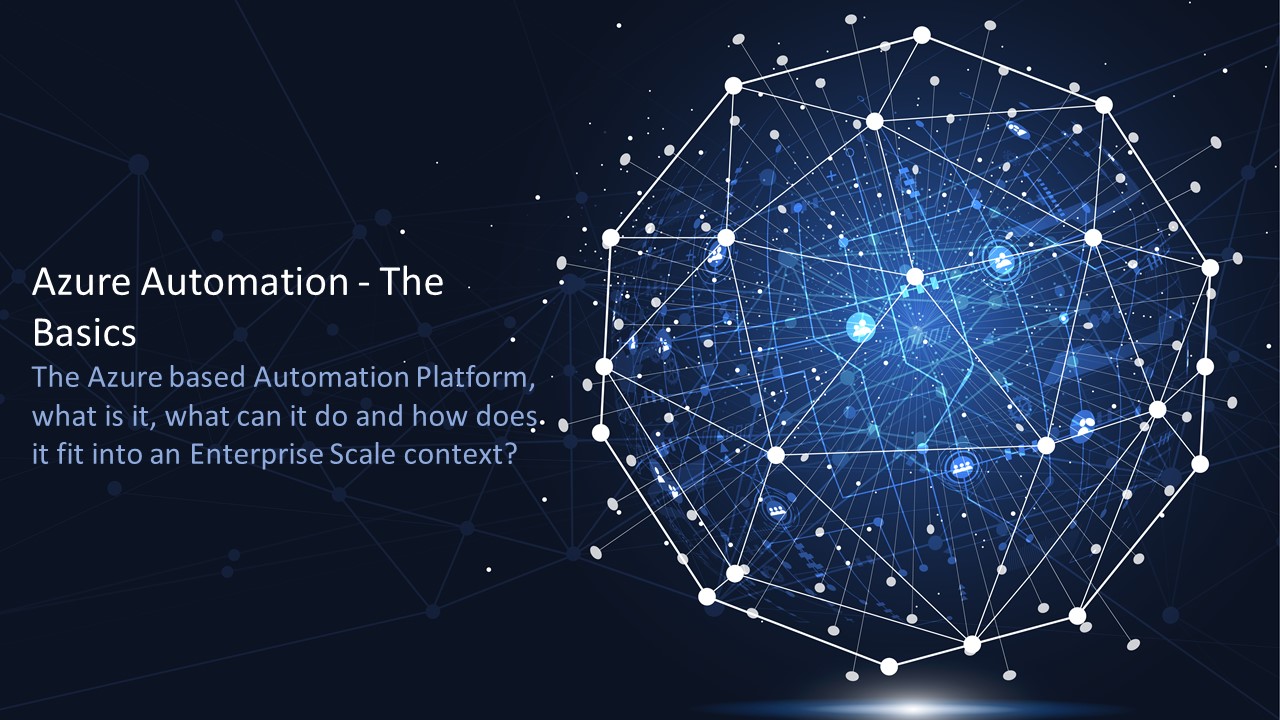 Azure Automation - The
Basics
The Azure based Automation Platform,
what is it, what can it do and how does
it fit into an Enterprise Scale context?